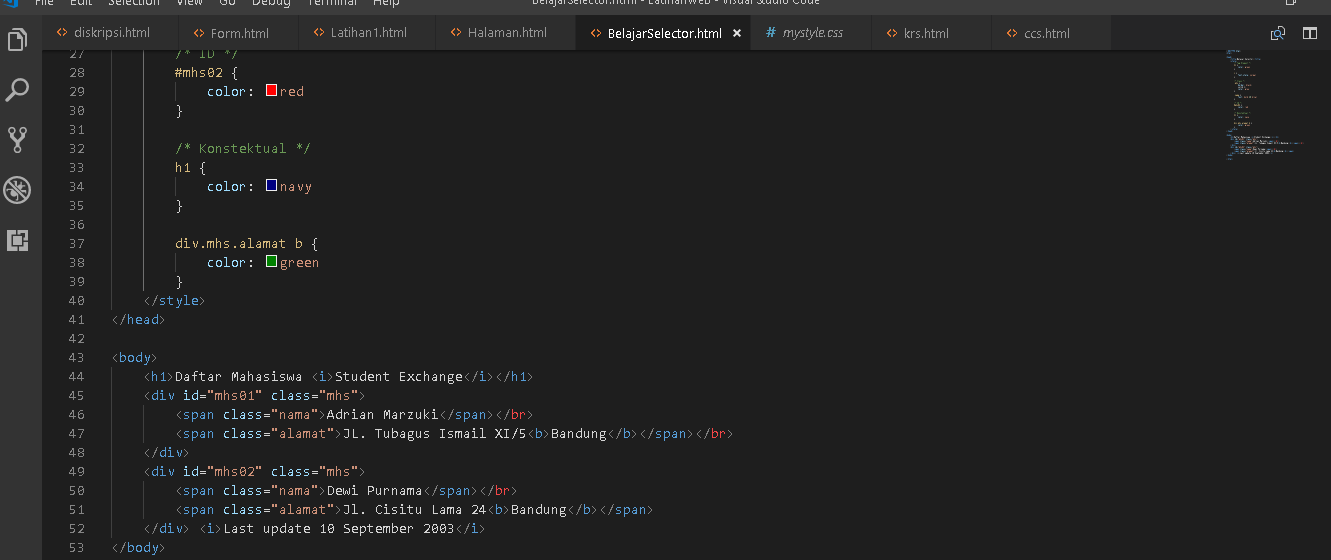 File Edit Selection View Go Debug Terminal Help BelajarSelector.html - LatihanWeb - Visual Studio Code
diskripsi.html Form.html Latihan1.html Halaman.html BelajarSelector.html × # mystyle.css krs.html ccs.html
27 /* ID */
28 #mhs02 {
29 color: red
30 }
31
32 /* Konstektual */
33 h1 {
34 color: navy
35 }
36
37 div.mhs.alamat b {
38 color: green
39 }
40 </style>
41 </head>
42
43 <body>
44 <h1>Daftar Mahasiswa <i>Student Exchange</i></h1>
45 <div id="mhs01" class="mhs">
46 <span class="nama">Adrian Marzuki</span></br>
47 <span class="alamat">JL. Tubagus Ismail XI/5<b>Bandung</b></span></br>
48 </div>
49 <div id="mhs02" class="mhs">
50 <span class="nama">Dewi Purnama</span></br>
51 <span class="alamat">Jl. Cisitu Lama 24<b>Bandung</b></span>
52 </div> <i>Last update 10 September 2003</i>
53 </body>